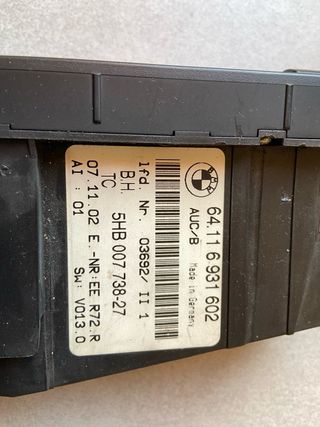 BMW
64.11 6 931 602
AUC/B Made in Germany
lfd. Nr. 03692/ II 1
B.H.
TC 5HB 007 738-27
07.11.02 E.-NR:EE R72.R
AI : 01 SW: V013.0